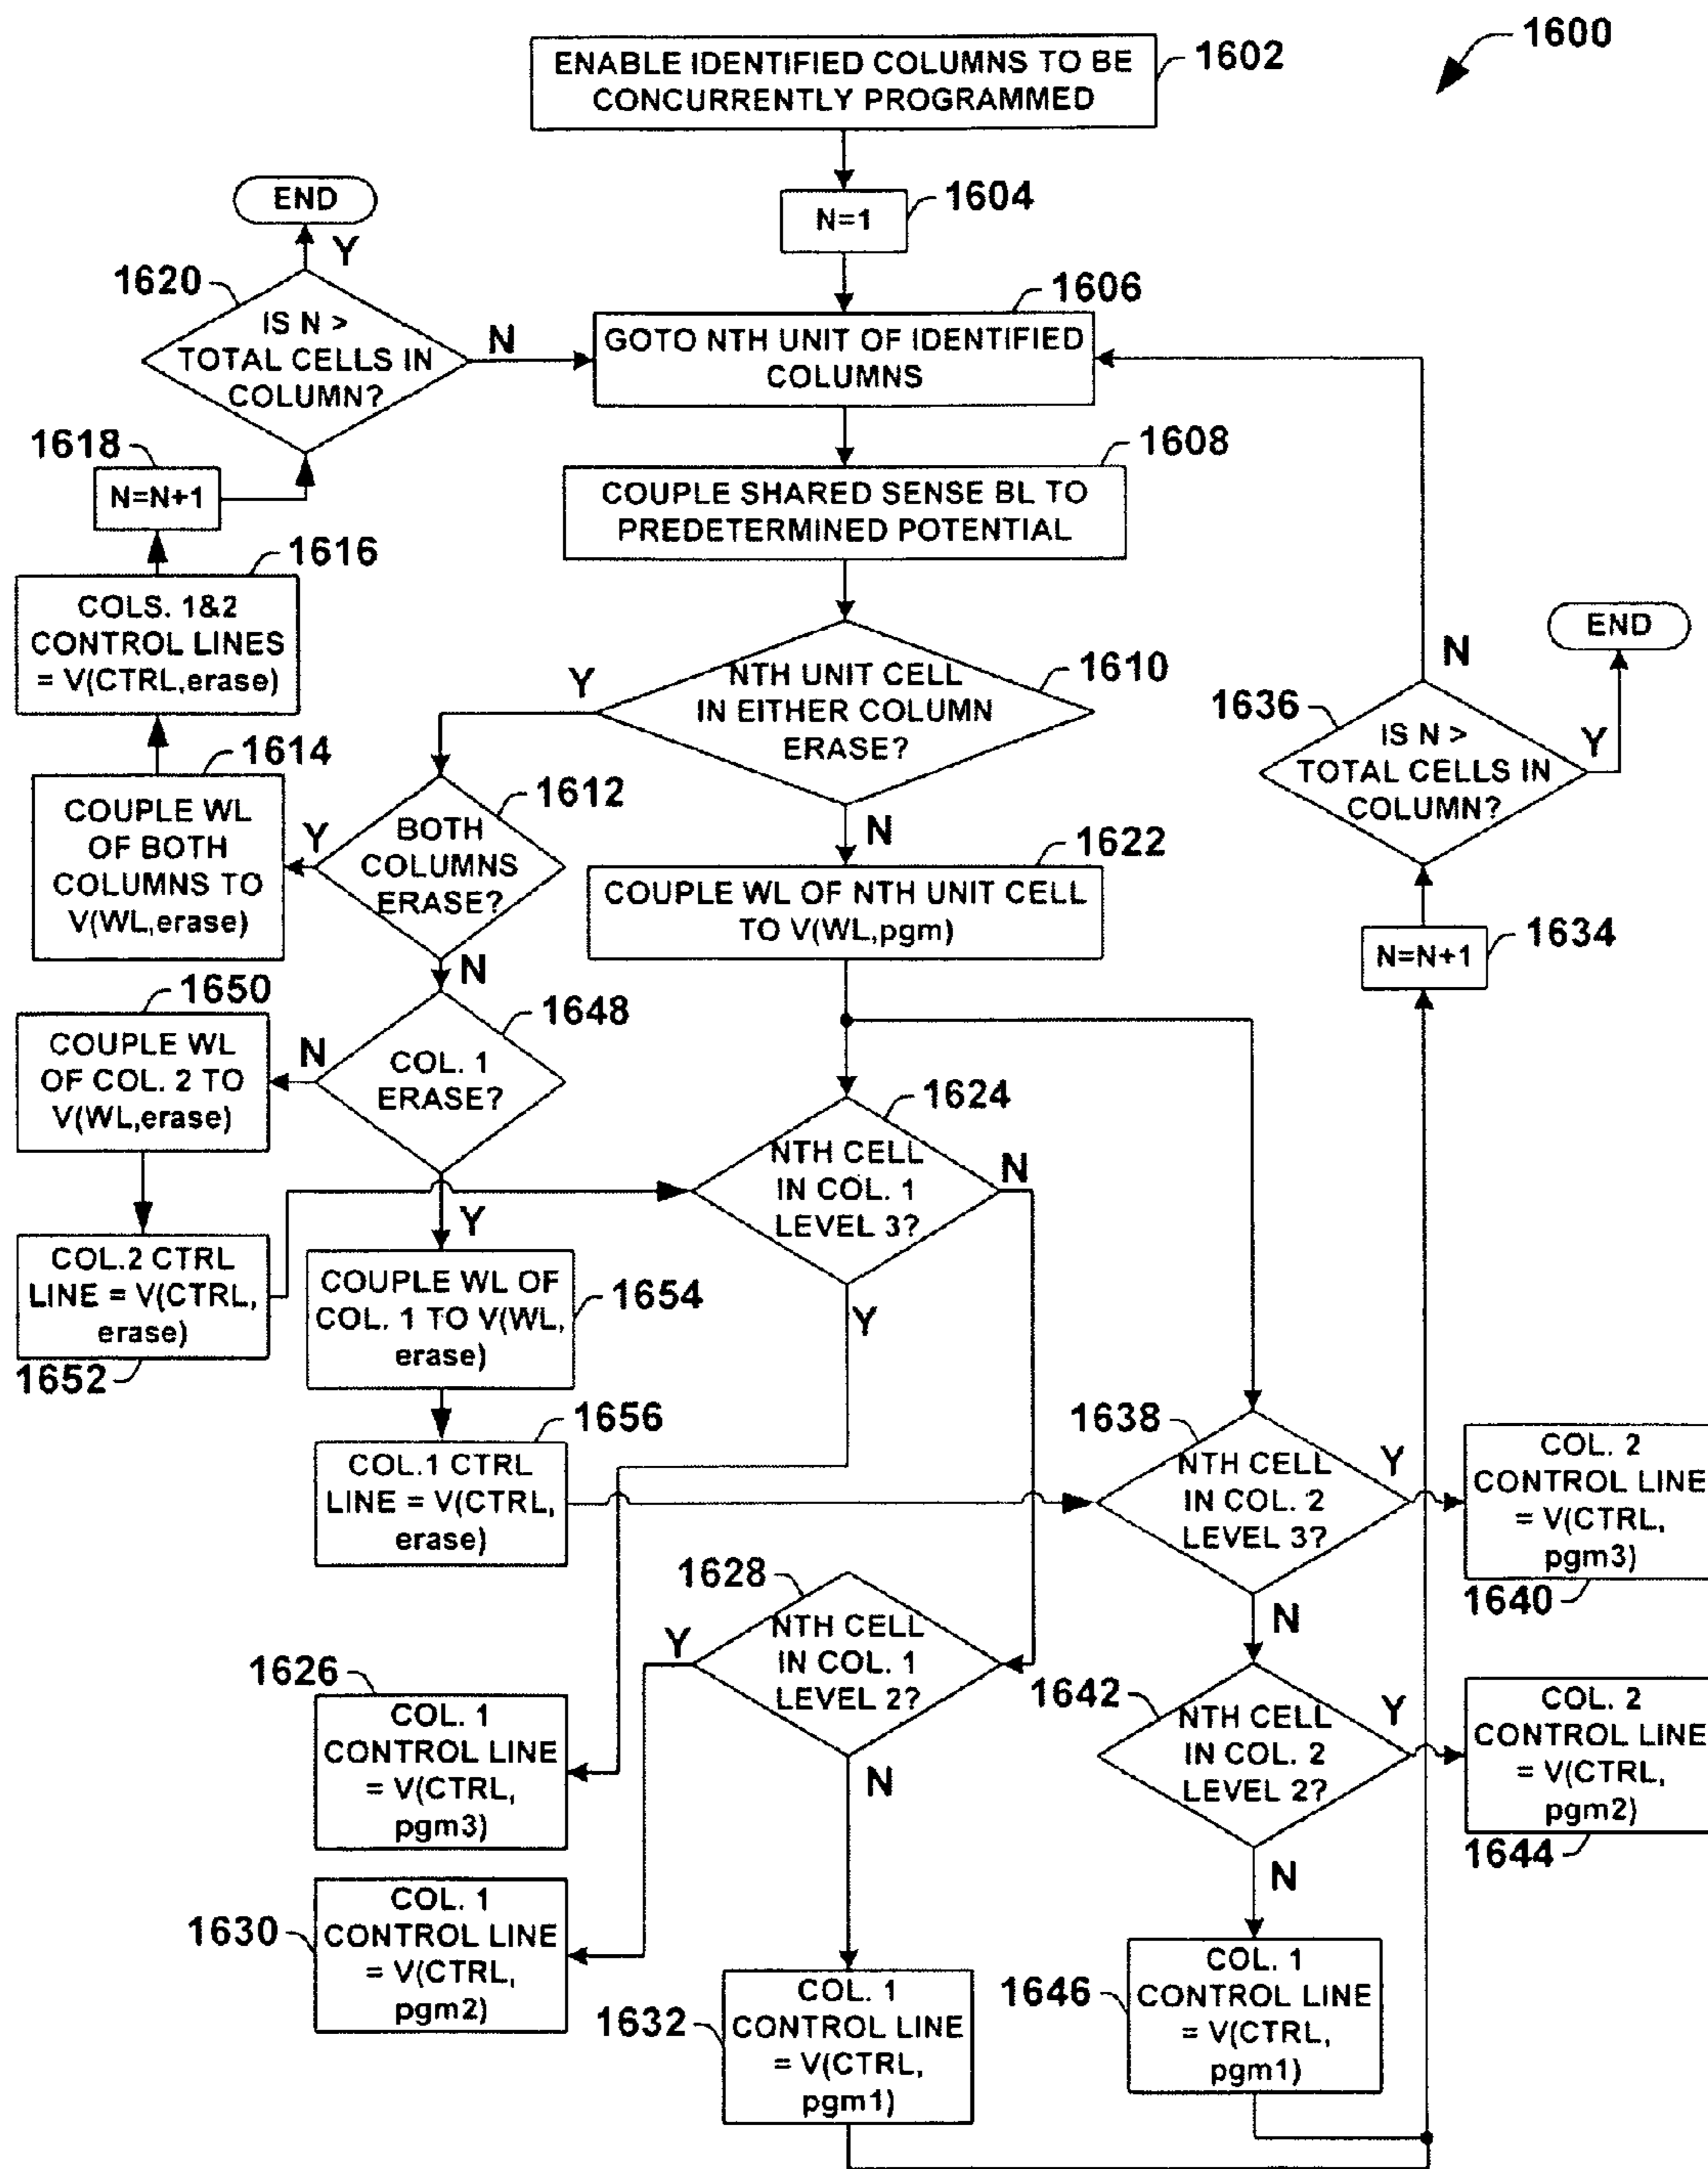 1600
ENABLE IDENTIFIED COLUMNS TO BE
CONCURRENTLY PROGRAMMED
1602
N=1
1604
END
Y
1620
IS N >
TOTAL CELLS IN
COLUMN?
N
GOTO NTH UNIT OF IDENTIFIED
COLUMNS
1606
1618
N=N+1
COUPLE SHARED SENSE BL TO
PREDETERMINED POTENTIAL
1608
1616
COLS. 1&2
CONTROL LINES
= V(CTRL,erase)
NTH UNIT CELL
IN EITHER COLUMN
ERASE?
1610
Y
N
END
1636
IS N >
TOTAL CELLS IN
COLUMN?
N
Y
1614
COUPLE WL
OF BOTH
COLUMNS TO
V(WL,erase)
Y
BOTH
COLUMNS
ERASE?
1612
N
COUPLE WL OF NTH UNIT CELL
TO V(WL,pgm)
1622
N=N+1
1634
1650
COUPLE WL
OF COL. 2 TO
V(WL,erase)
N
COL. 1
ERASE?
1648
Y
NTH CELL
IN COL. 1
LEVEL 3?
1624
N
Y
COL.2 CTRL
LINE = V(CTRL,
erase)
1652
COUPLE WL OF
COL. 1 TO V(WL,
erase)
1654
1656
COL.1 CTRL
LINE = V(CTRL,
erase)
1638
NTH CELL
IN COL. 2
LEVEL 3?
Y
N
COL. 2
CONTROL LINE
= V(CTRL,
pgm3)
1640
1628
NTH CELL
IN COL. 1
LEVEL 2?
Y
N
1626
COL. 1
CONTROL LINE
= V(CTRL,
pgm3)
1642
NTH CELL
IN COL. 2
LEVEL 2?
Y
N
COL. 2
CONTROL LINE
= V(CTRL,
pgm2)
1644
1630
COL. 1
CONTROL LINE
= V(CTRL,
pgm2)
1632
COL. 1
CONTROL LINE
= V(CTRL,
pgm1)
1646
COL. 1
CONTROL LINE
= V(CTRL,
pgm1)